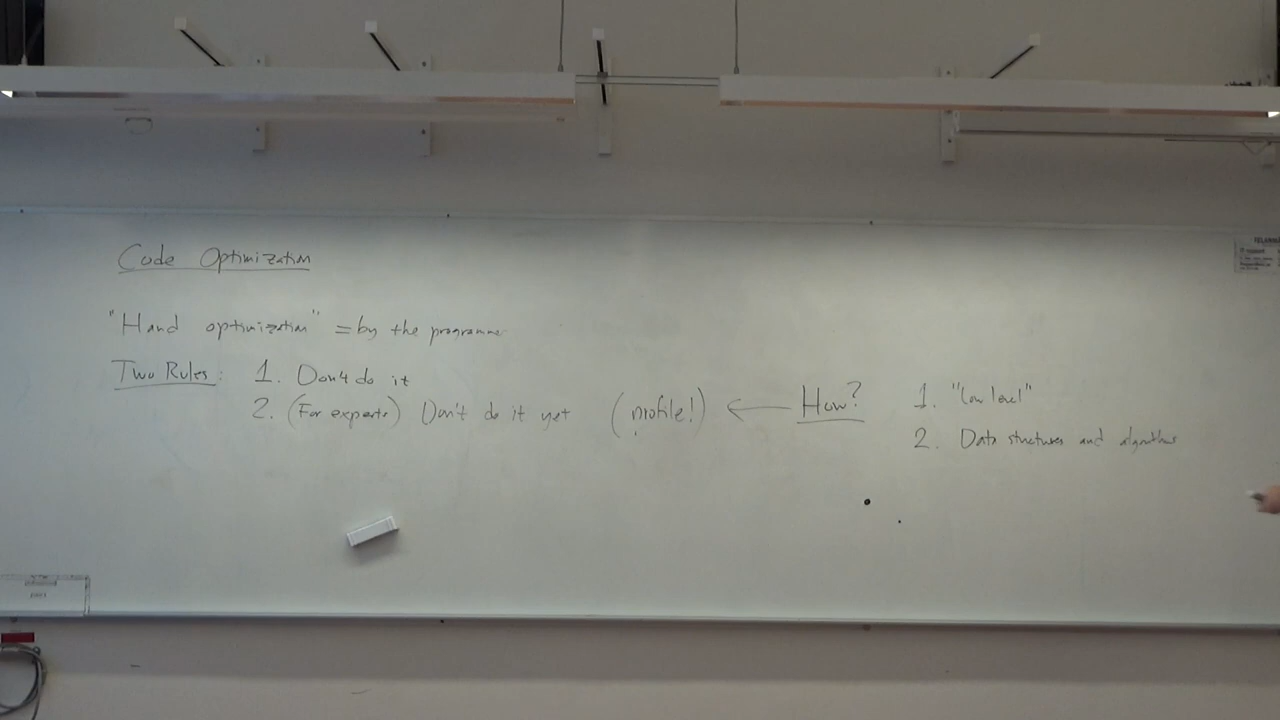 Code Optimization
"Hand optimization" = by the programmer
Two Rules: 1. Don't do it
2. (For experts) Don't do it yet (profile!) ← How?
1. "Low level"
2. Data structures and algorithms